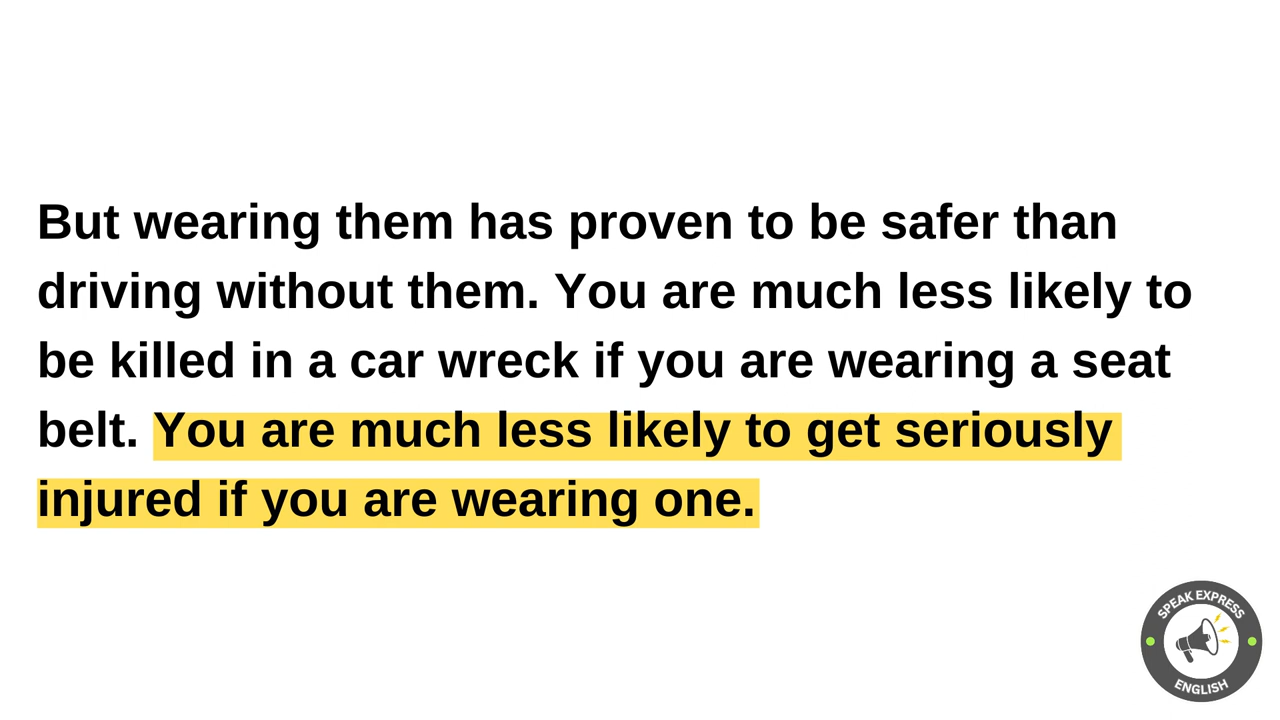 But wearing them has proven to be safer than
driving without them. You are much less likely to
be killed in a car wreck if you are wearing a seat
belt. You are much less likely to get seriously
injured if you are wearing one.
SPEAK EXPRESS
ENGLISH